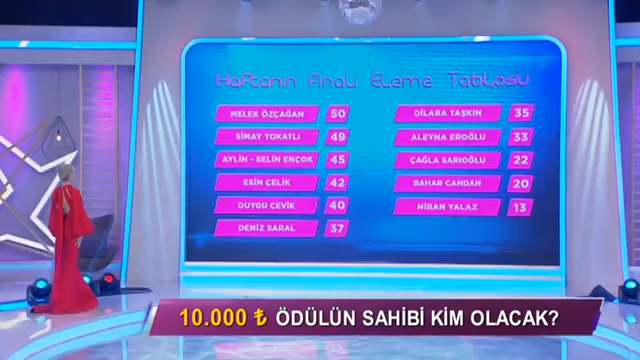 Haftanın Finali Eleme Tablosu
MELEK ÖZÇAĞAN 50
SİMAY TOKATLI 49
AYLİN - SELİN ENÇOK 45
ESİN ÇELİK 42
DUYGU ÇEVİK 40
DENİZ SARAL 37
DİLARA TAŞKIN 35
ALEYNA EROĞLU 33
ÇAĞLA SARIOĞLU 22
BAHAR CANDAN 20
NİRAN YALAZ 13
10.000 ₺ ÖDÜLÜN SAHİBİ KİM OLACAK?